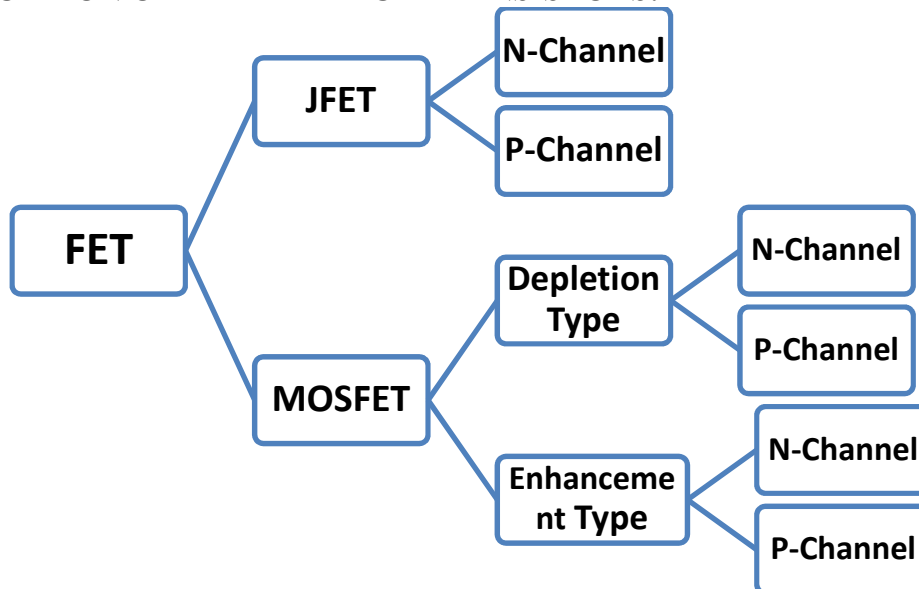 N-Channel
JFET
P-Channel
FET
Depletion
Type
N-Channel
P-Channel
MOSFET
Enhanceme
nt Type
N-Channel
P-Channel